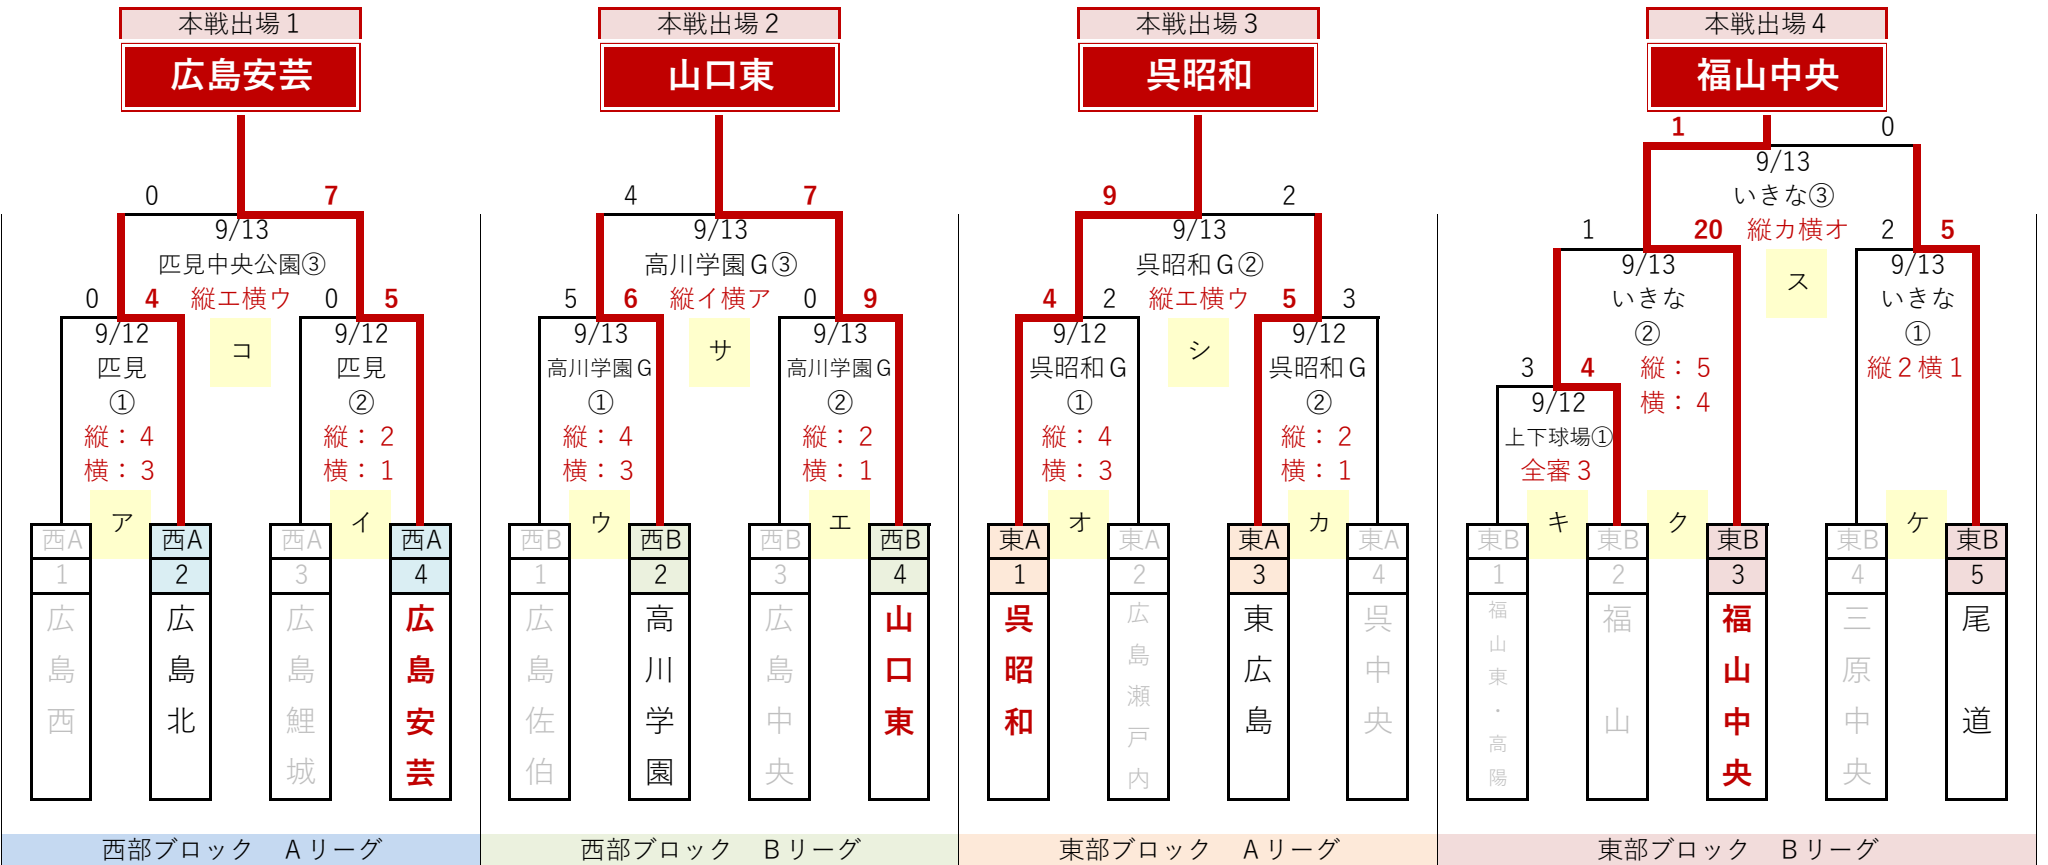 本戦出場1
広島安芸
0
7
9/13
匹見中央公園③
縦エ横ウ
コ
0
4
9/12
匹見
①
縦：4
横：3
ア
0
5
9/12
匹見
②
縦：2
横：1
イ
西A
1
広島西
西A
2
広島北
西A
3
広島鯉城
西A
4
広島安芸
西部ブロック　Aリーグ
本戦出場2
山口東
4
7
9/13
高川学園G③
縦イ横ア
サ
5
6
9/13
高川学園G
①
縦：4
横：3
ウ
0
9
9/13
高川学園G
②
縦：2
横：1
エ
西B
1
広島佐伯
西B
2
高川学園
西B
3
広島中央
西B
4
山口東
西部ブロック　Bリーグ
本戦出場3
呉昭和
9
2
9/13
呉昭和G②
縦エ横ウ
シ
4
2
9/12
呉昭和G
①
縦：4
横：3
オ
5
3
9/12
呉昭和G
②
縦：2
横：1
カ
東A
1
呉昭和
東A
2
広島瀬戸内
東A
3
東広島
東A
4
呉中央
東部ブロック　Aリーグ
本戦出場4
福山中央
1
0
9/13
いきな③
縦カ横オ
ス
1
20
9/13
いきな
②
縦：5
横：4
ク
2
5
9/13
いきな
①
縦2横1
ケ
3
4
9/12
上下球場①
全審3
キ
東B
1
福山東・高陽
東B
2
福山
東B
3
福山中央
東B
4
三原中央
東B
5
尾道
東部ブロック　Bリーグ